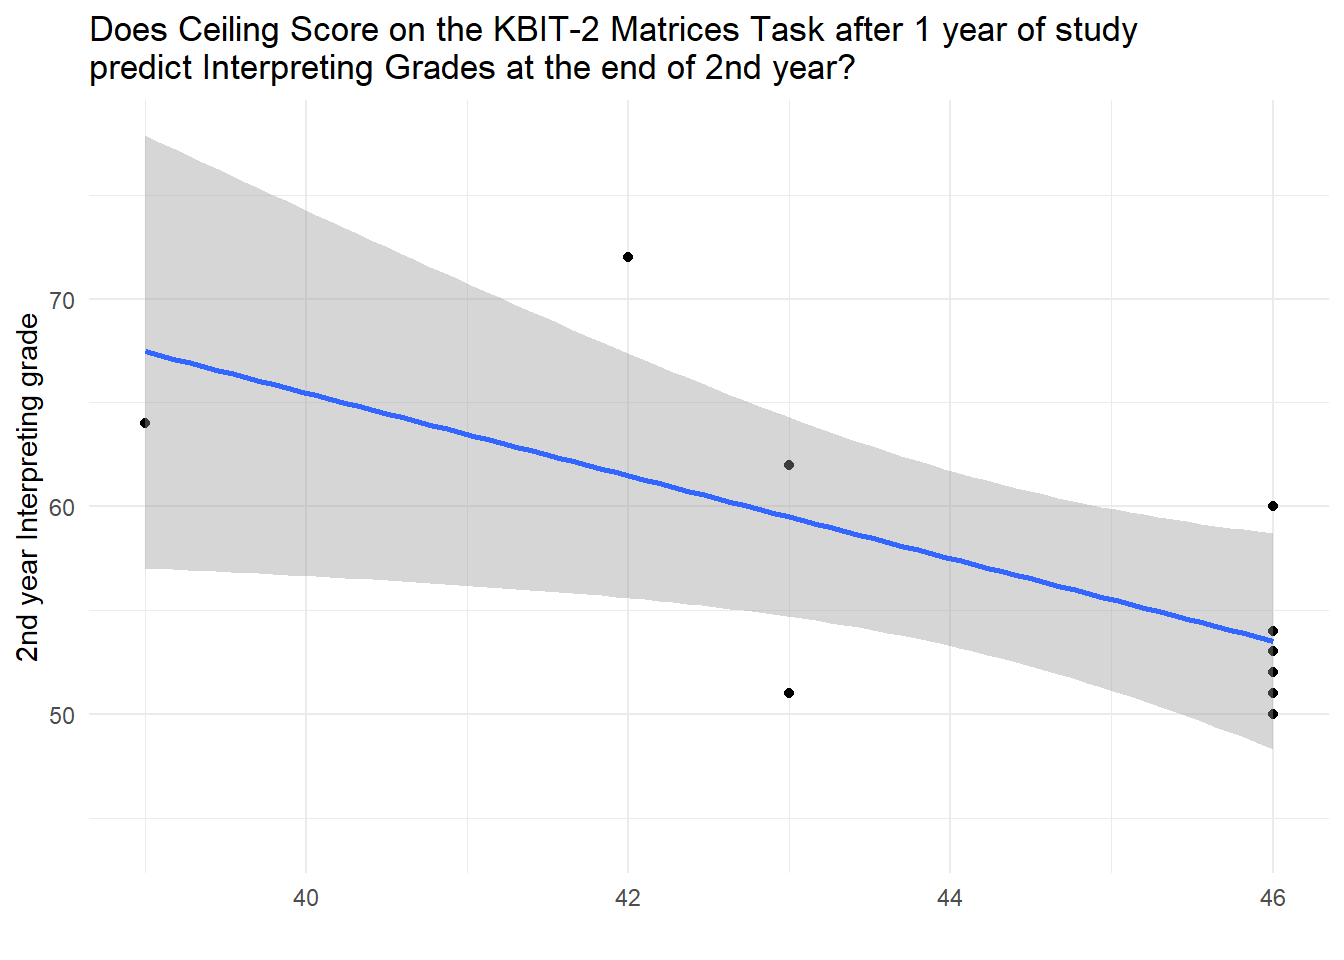 Does Ceiling Score on the KBIT-2 Matrices Task after 1 year of study
predict Interpreting Grades at the end of 2nd year?
2nd year Interpreting grade
70
60
50
40
42
44
46